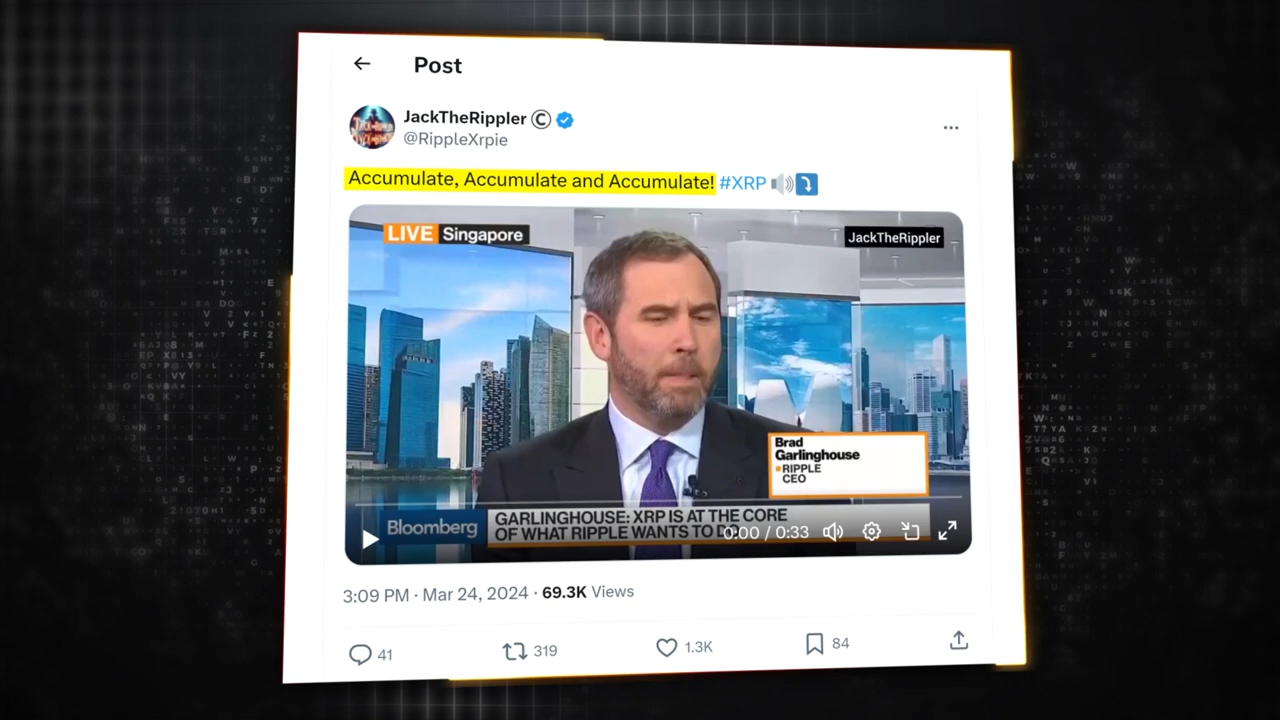 Post
JackTheRippler ©
@RippleXrpie
Accumulate, Accumulate and Accumulate! #XRP
LIVE Singapore
JackTheRippler
Brad
Garlinghouse
RIPPLE
CEO
Bloomberg
GARLINGHOUSE: XRP IS AT THE CORE
OF WHAT RIPPLE WANTS TO
0:00 / 0:33
3:09 PM · Mar 24, 2024 · 69.3K Views
41
319
1.3K
84